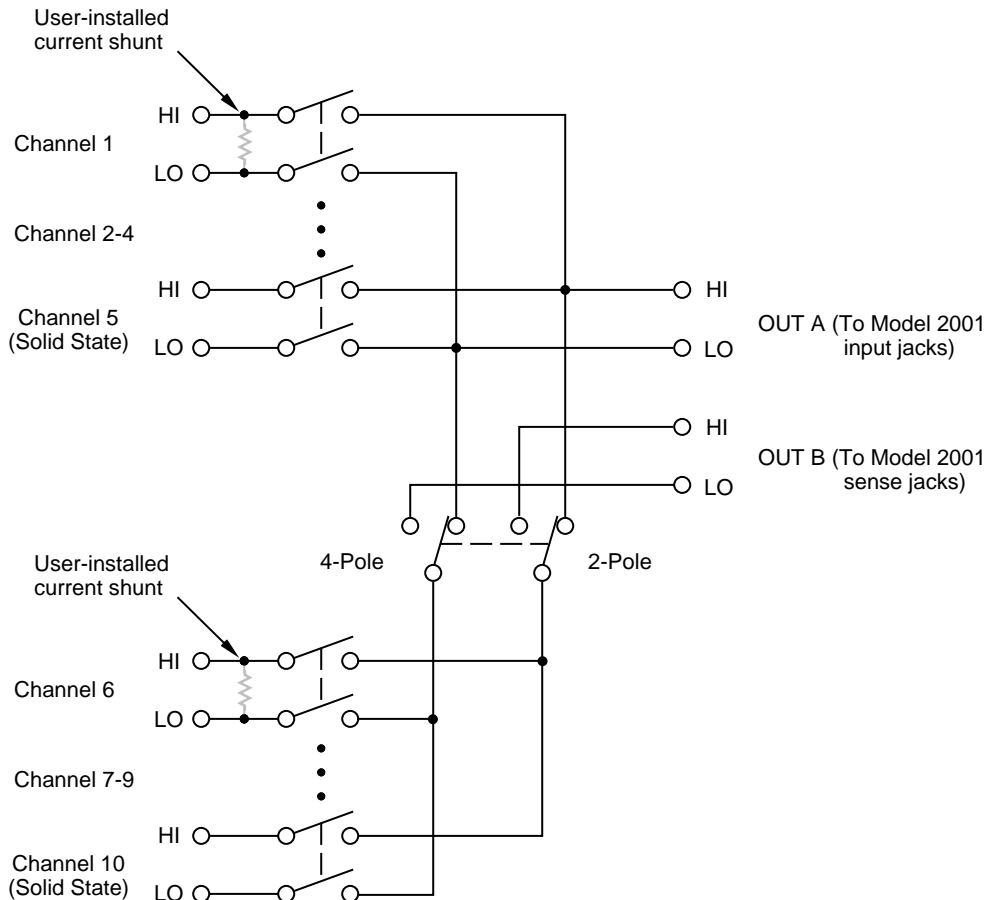 User-installed
current shunt
HI
Channel 1
LO
Channel 2-4
HI
HI
Channel 5
(Solid State)
LO
LO
OUT A (To Model 2001
input jacks)
HI
OUT B (To Model 2001
sense jacks)
LO
4-Pole
2-Pole
User-installed
current shunt
HI
Channel 6
LO
Channel 7-9
HI
Channel 10
(Solid State)
LO